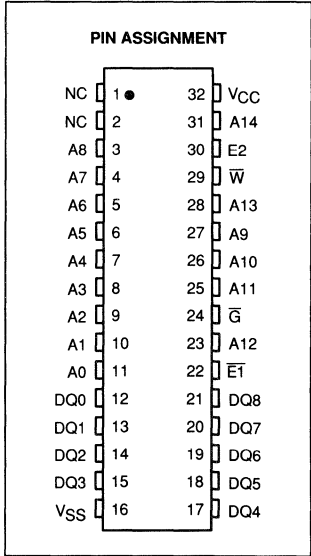 PIN ASSIGNMENT
NC 1 32 VCC
NC 2 31 A14
A8 3 30 E2
A7 4 29 W̅
A6 5 28 A13
A5 6 27 A9
A4 7 26 A10
A3 8 25 A11
A2 9 24 G̅
A1 10 23 A12
A0 11 22 E̅1̅
DQ0 12 21 DQ8
DQ1 13 20 DQ7
DQ2 14 19 DQ6
DQ3 15 18 DQ5
VSS 16 17 DQ4